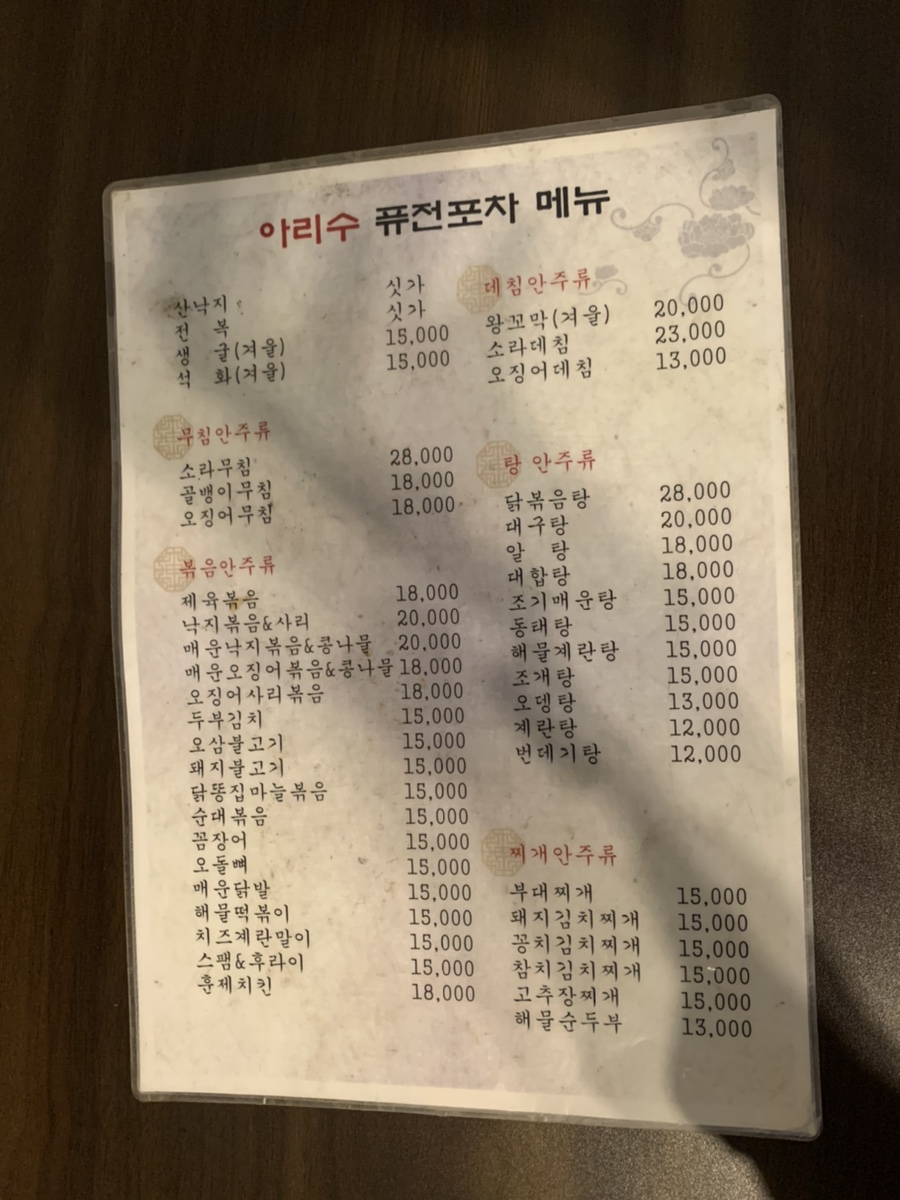 아리수 퓨전포차 메뉴
산낙지 싯가
전 복 싯가
생 굴(겨울) 15,000
석 화(겨울) 15,000
무침안주류
소라무침 28,000
골뱅이무침 18,000
오징어무침 18,000
볶음안주류
제육볶음 18,000
낙지볶음&사리 20,000
매운낙지볶음&콩나물 20,000
매운오징어볶음&콩나물 18,000
오징어사리볶음 18,000
두부김치 15,000
오삼불고기 15,000
돼지불고기 15,000
닭똥집마늘볶음 15,000
순대볶음 15,000
꼼장어 15,000
오돌뼈 15,000
매운닭발 15,000
해물떡볶이 15,000
치즈계란말이 15,000
스팸&후라이 15,000
훈제치킨 18,000
데침안주류
왕꼬막(겨울) 20,000
소라데침 23,000
오징어데침 13,000
탕 안주류
닭볶음탕 28,000
대구탕 20,000
알 탕 18,000
대합탕 18,000
조기매운탕 15,000
동태탕 15,000
해물계란탕 15,000
조개탕 15,000
오뎅탕 13,000
계란탕 12,000
번데기탕 12,000
찌개안주류
부대찌개 15,000
돼지김치찌개 15,000
꽁치김치찌개 15,000
참치김치찌개 15,000
고추장찌개 15,000
해물순두부 13,000